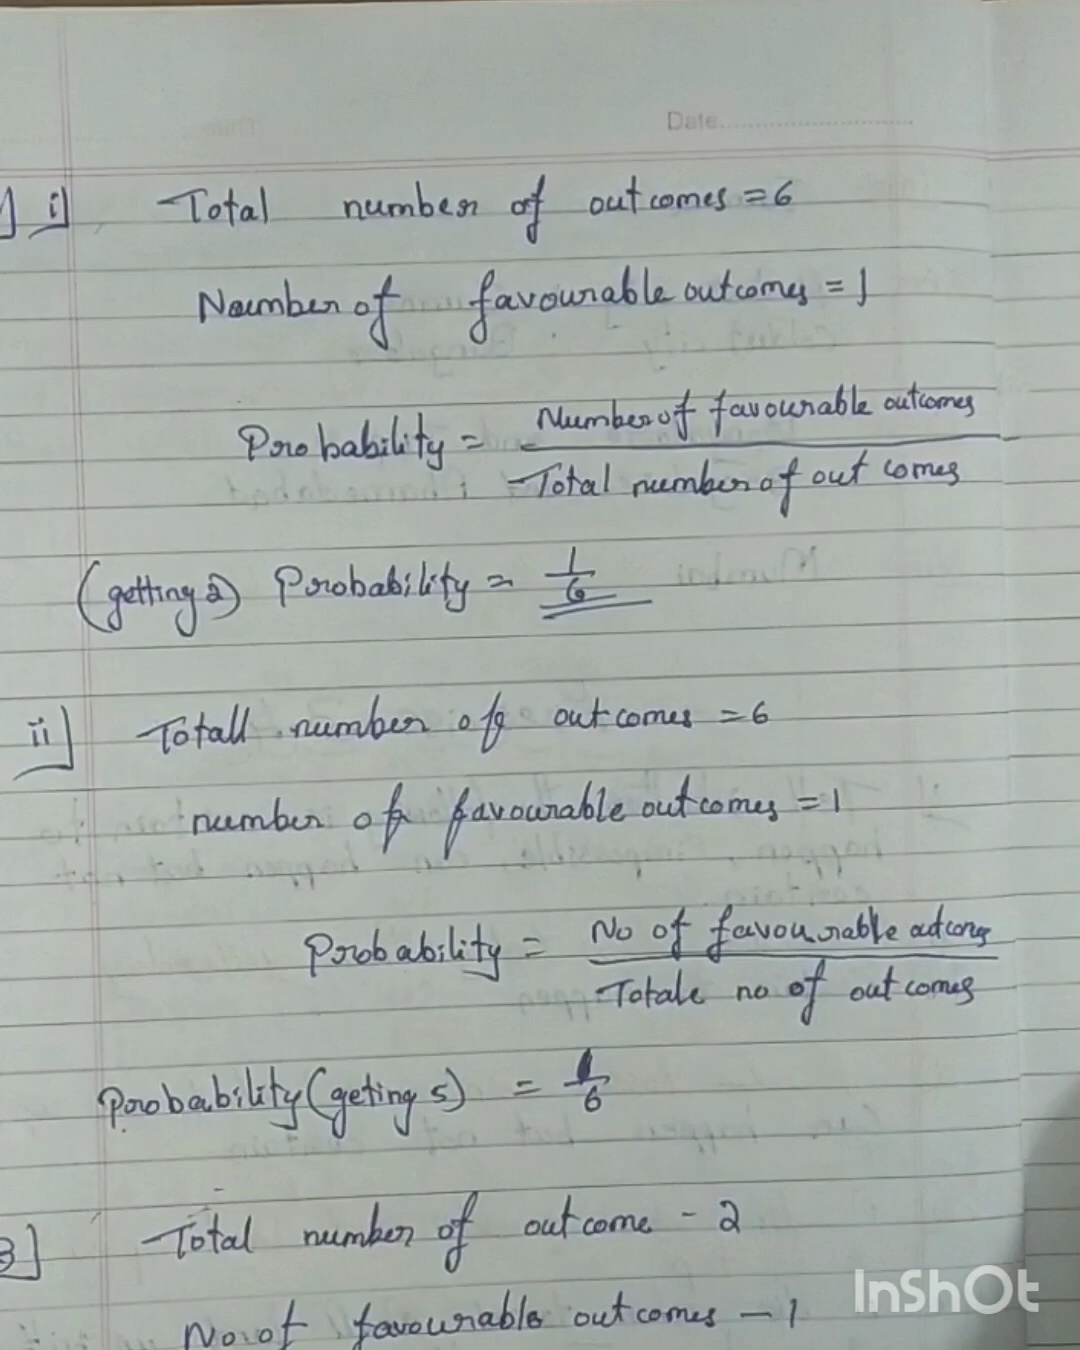 Date
i] Total number of outcomes = 6
Noumber of favourable outcomes = 1
Probability = Number of favourable outcomes
Total number of out comes
(getting 2) Probability = 1/6
ii] Totall number of outcomes = 6
number of favourable outcomes = 1
Probability = No of favourable outcomes
Totale no of outcomes
Probability (geting 5) = 1/6
3] Total number of outcome - 2
No. of favourable outcomes - 1
InShOt